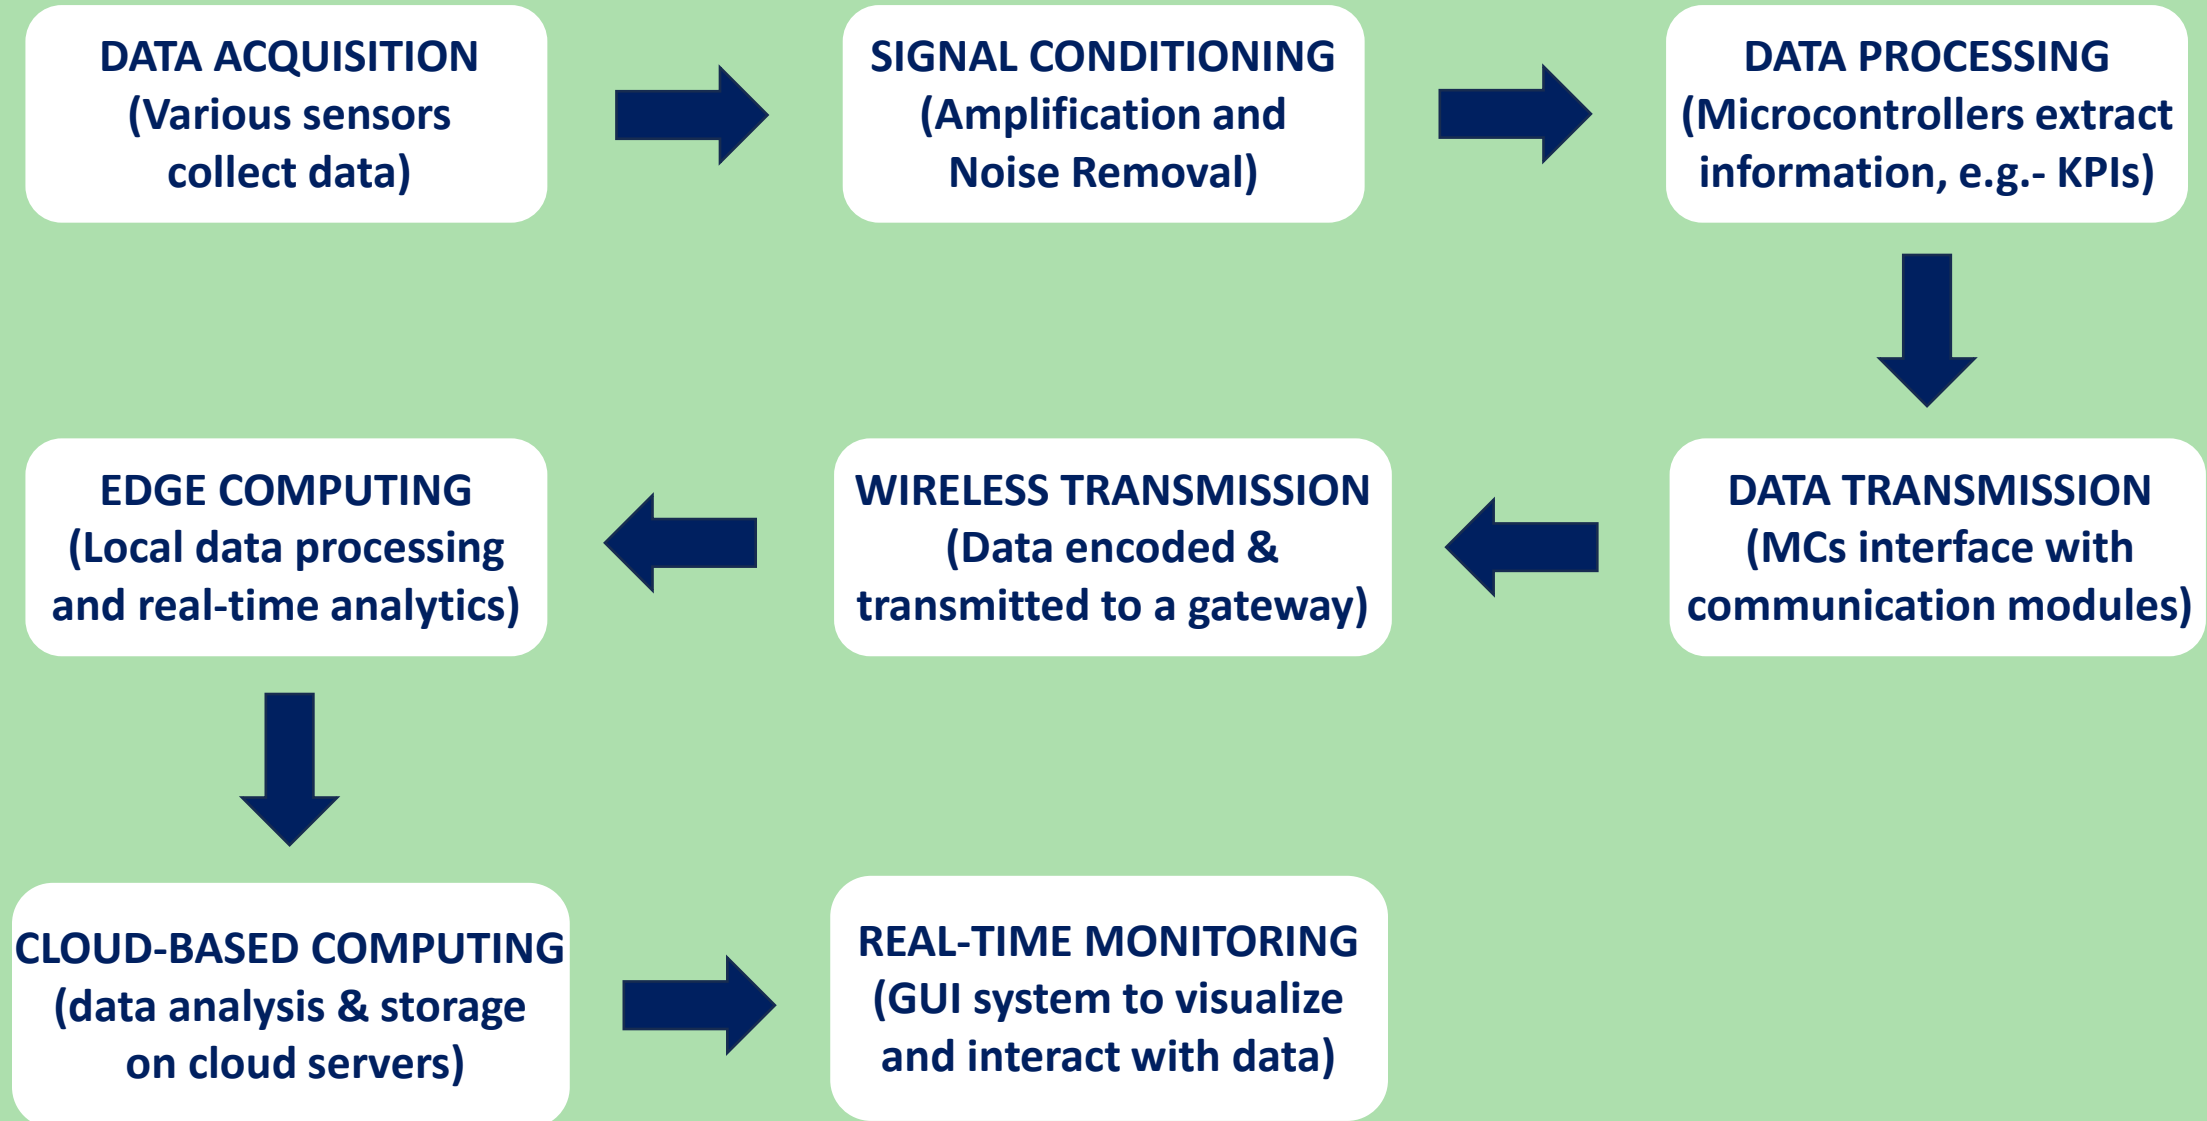 DATA ACQUISITION
(Various sensors
collect data)
SIGNAL CONDITIONING
(Amplification and
Noise Removal)
DATA PROCESSING
(Microcontrollers extract
information, e.g.- KPIs)
DATA TRANSMISSION
(MCs interface with
communication modules)
WIRELESS TRANSMISSION
(Data encoded &
transmitted to a gateway)
EDGE COMPUTING
(Local data processing
and real-time analytics)
CLOUD-BASED COMPUTING
(data analysis & storage
on cloud servers)
REAL-TIME MONITORING
(GUI system to visualize
and interact with data)